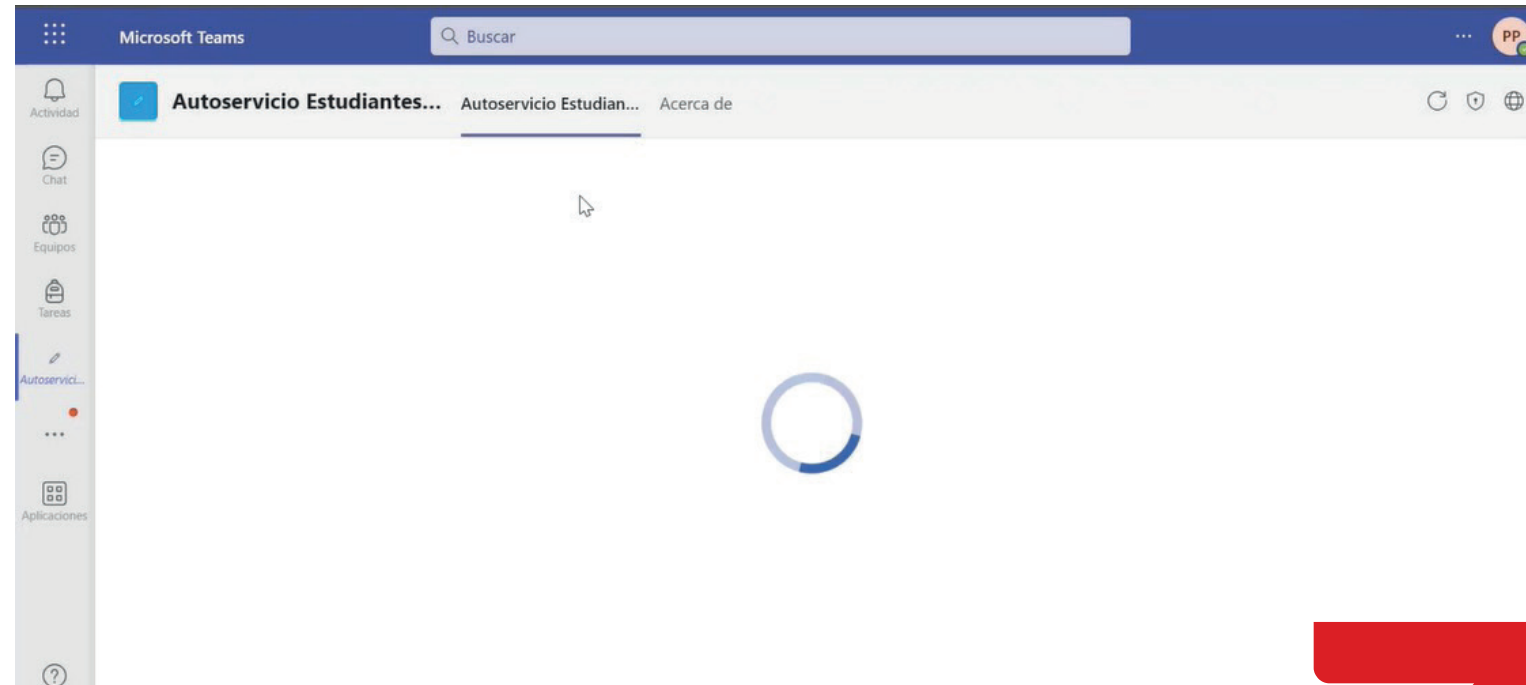 Microsoft Teams
Buscar
...
PP
Actividad
Autoservicio Estudiantes...
Autoservicio Estudian...
Acerca de
Chat
Equipos
Tareas
Autoservici...
...
Aplicaciones
?